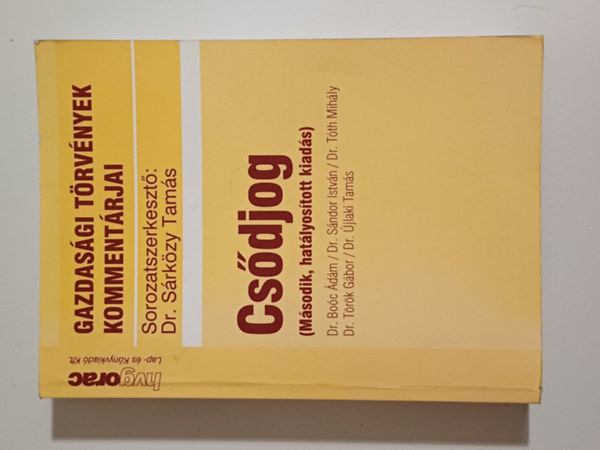 GAZDASÁGI TÖRVÉNYEK
KOMMENTÁRJAI
Sorozatszerkesztő:
Dr. Sárközy Tamás
Csődjog
(Második, hatályosított kiadás)
Dr. Boóc Ádám / Dr. Sándor István / Dr. Tóth Mihály
Dr. Török Gábor / Dr. Újlaki Tamás
hvgorac
Lap- és Könyvkiadó Kft.